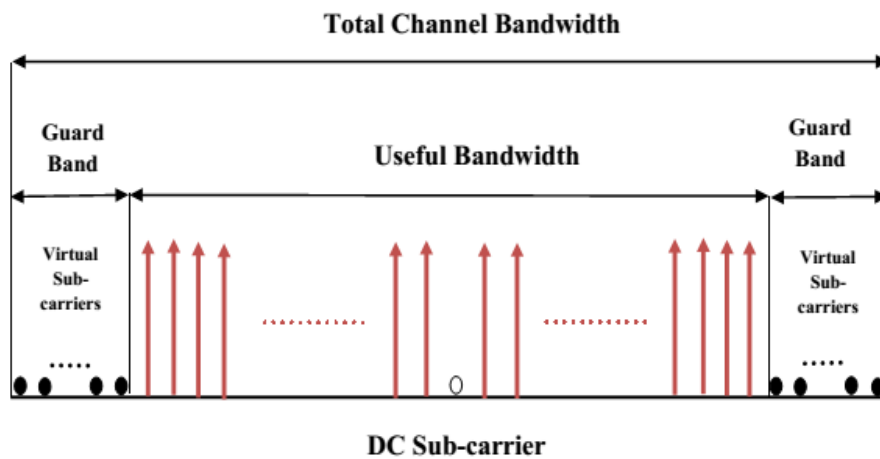 Total Channel Bandwidth
Guard
Band
Useful Bandwidth
Guard
Band
Virtual
Sub-
carriers
Virtual
Sub-
carriers
DC Sub-carrier